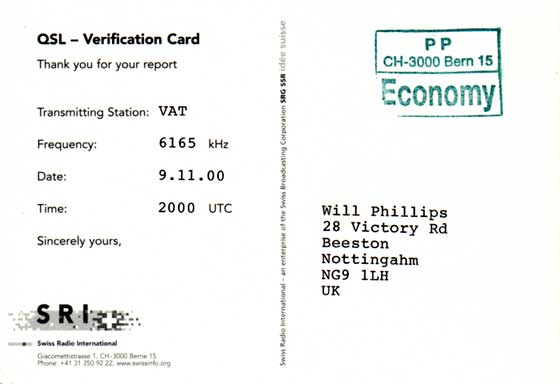 QSL – Verification Card
Thank you for your report
Transmitting Station: VAT
Frequency: 6165 kHz
Date: 9.11.00
Time: 2000 UTC
Sincerely yours,
SRI
Swiss Radio International
Giacomettistrasse 1, CH-3000 Berne 15
Phone: +41 31 350 92 22, www.swissinfo.org
Swiss Radio International – an enterprise of the Swiss Broadcasting Corporation SRG SSR idée suisse
PP
CH-3000 Bern 15
Economy
Will Phillips
28 Victory Rd
Beeston
Nottingahm
NG9 1LH
UK